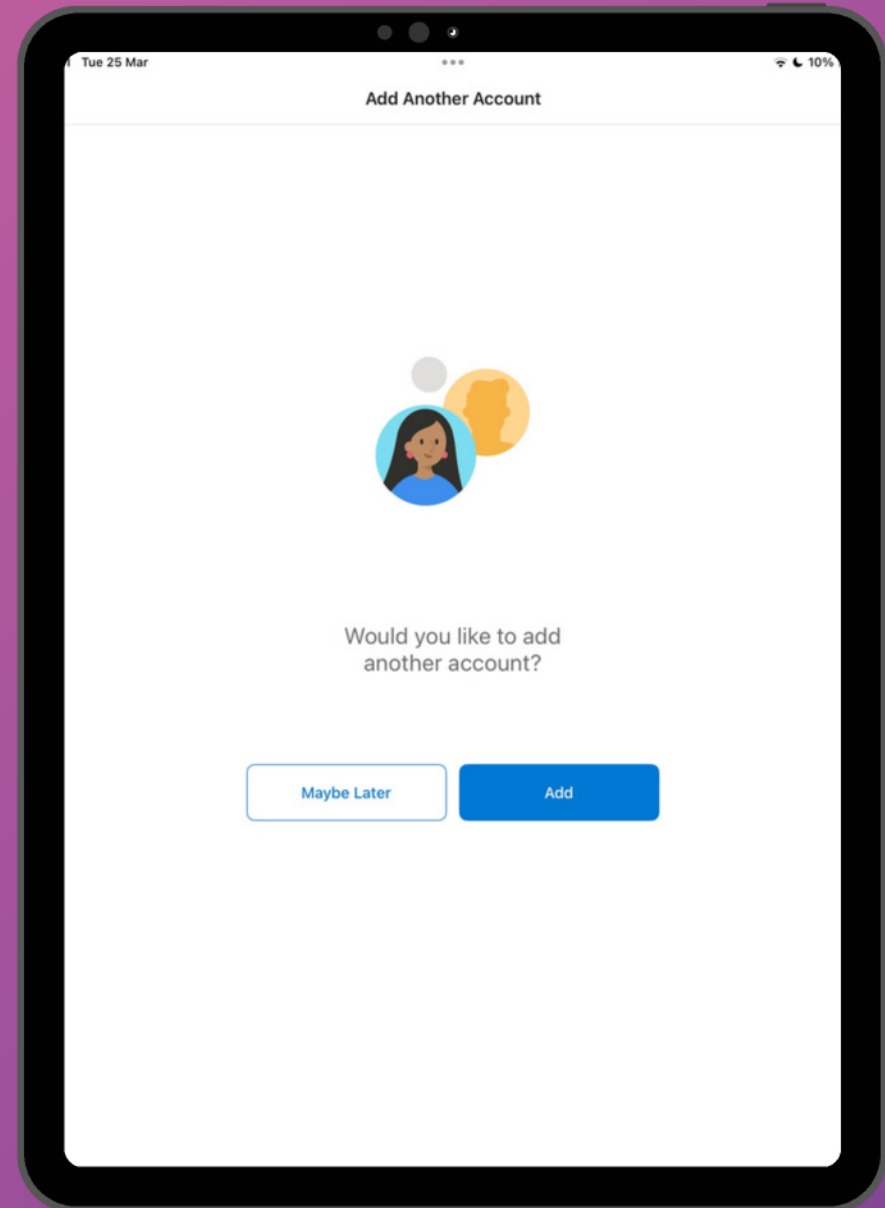 Tue 25 Mar
10%
Add Another Account
Would you like to add
another account?
Maybe Later
Add